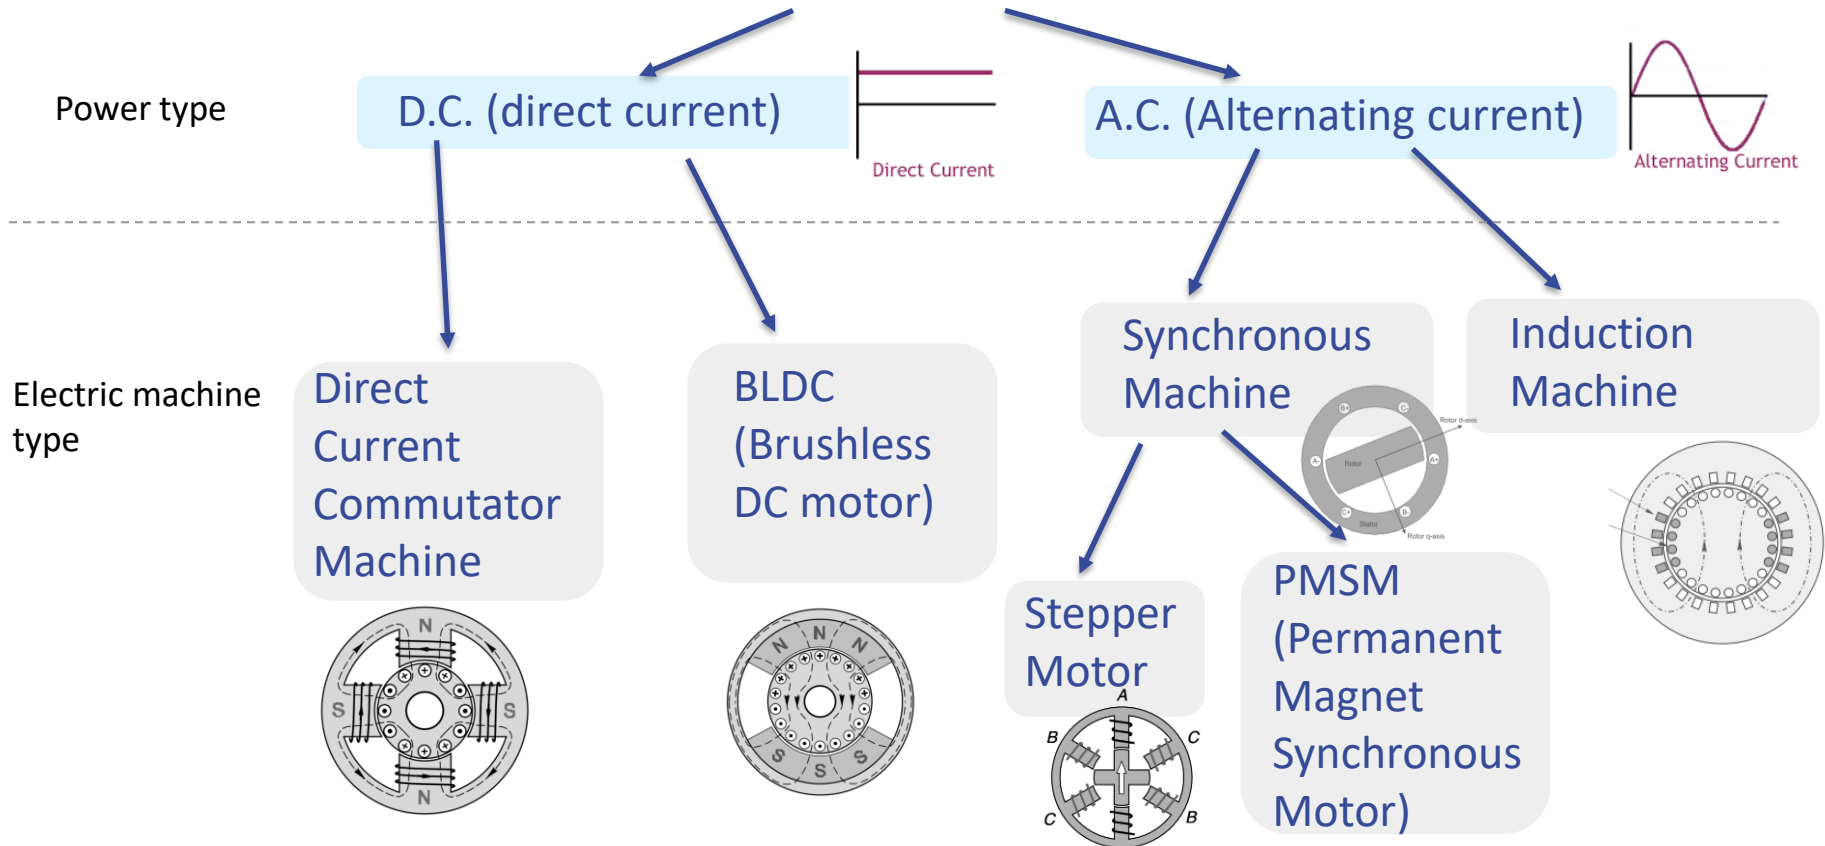 Power type
D.C. (direct current)
Direct Current
A.C. (Alternating current)
Alternating Current
Electric machine
type
Direct
Current
Commutator
Machine
N
S
S
N
BLDC
(Brushless
DC motor)
N
N
N
S
S
S
Synchronous
Machine
B+
C-
Rotor d-axis
A-
Rotor
A+
C+
Stator
B-
Rotor q-axis
Induction
Machine
Stepper
Motor
A
B
C
C
B
PMSM
(Permanent
Magnet
Synchronous
Motor)